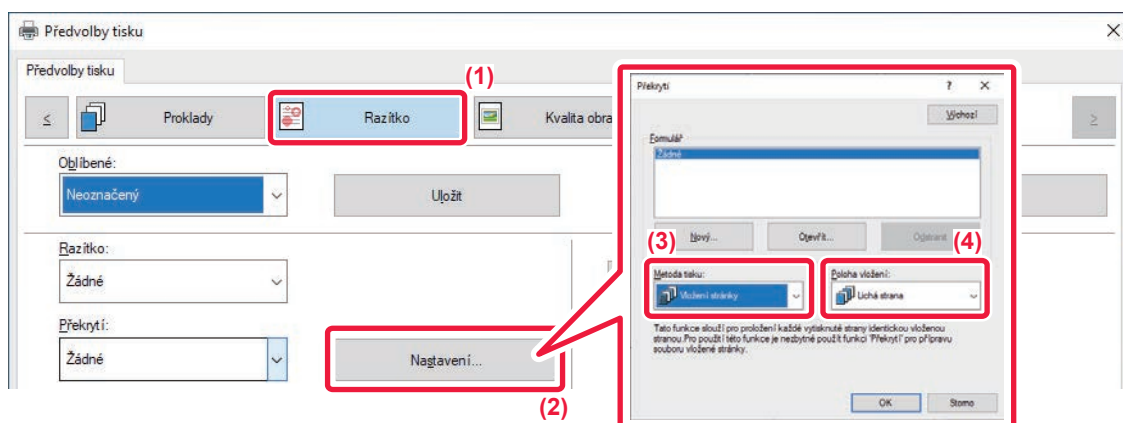 Předvolby tisku
Předvolby tisku
(1)
Proklady
Razítko
Kvalita obra
Oblíbené:
Neoznačený
Uložit
Razítko:
Žádné
Překrytí:
Žádné
Nastavení...
(2)
Překrytí
? 
Výchozí
Formulář
Žádné
Nový...
Otevřít...
Odstranit
(3)
(4)
Metoda tisku:
Vložení stránky
Poloha vložení:
Lichá strana
Tato funkce slouží pro proložení každé vytisknuté strany identickou vloženou
stranou.Pro použití této funkce je nezbytné použít funkci 'Překrytí' pro přípravu
souboru vložené stránky.
OK
Storno